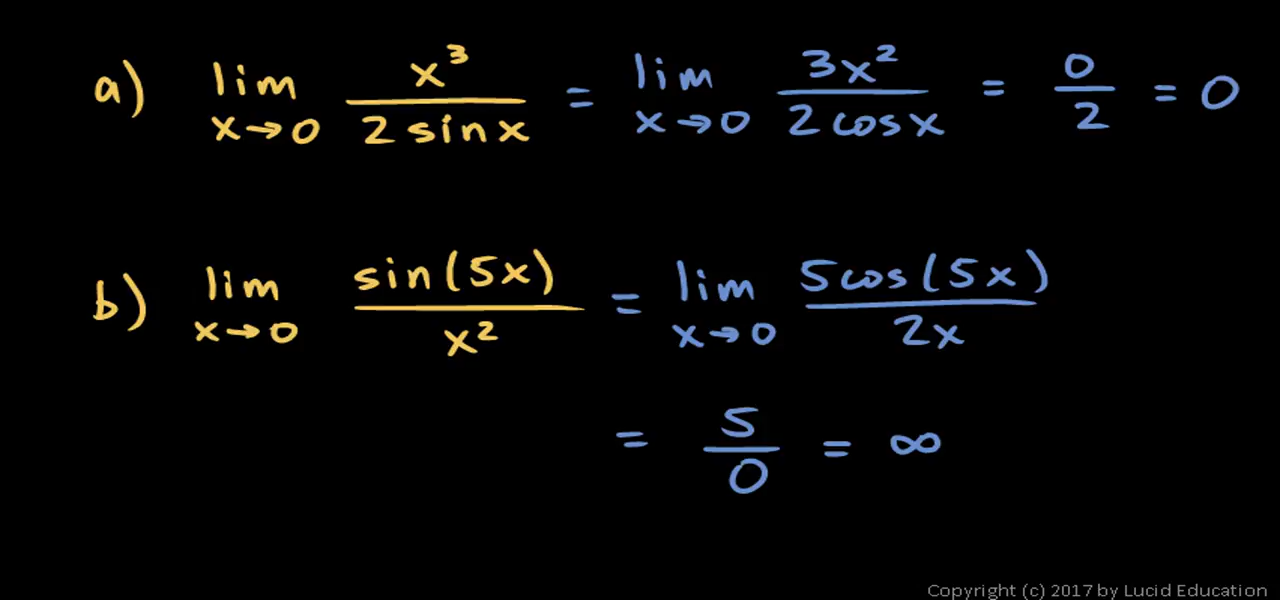 a) lim x→0 x³ / 2 sin x = lim x→0 3x² / 2 cos x = 0/2 = 0
b) lim x→0 sin(5x) / x² = lim x→0 5cos(5x) / 2x
= 5/0 = ∞
Copyright (c) 2017 by Lucid Education